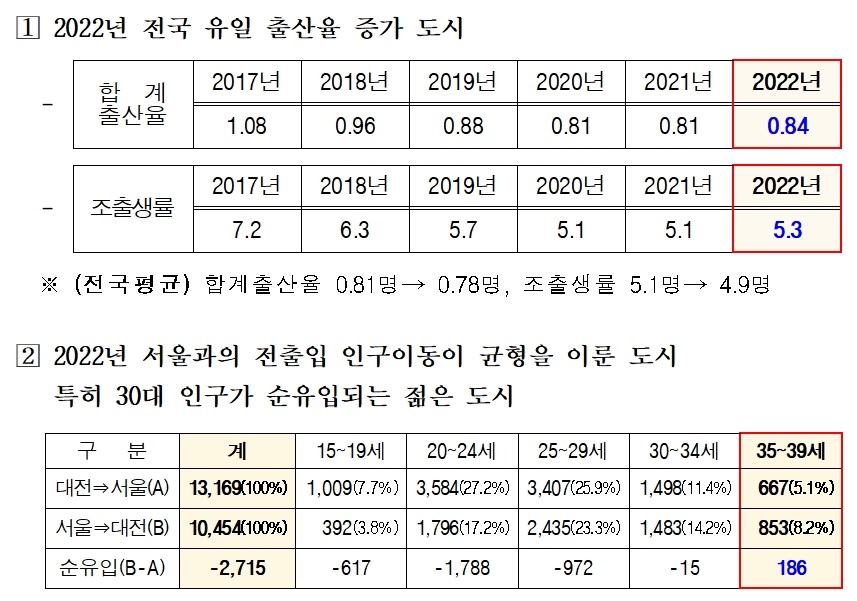 1 2022년 전국 유일 출산율 증가 도시
- 합 계 출산율 2017년 2018년 2019년 2020년 2021년 2022년
1.08 0.96 0.88 0.81 0.81 0.84
- 조출생률 2017년 2018년 2019년 2020년 2021년 2022년
7.2 6.3 5.7 5.1 5.1 5.3
※ (전국평균) 합계출산율 0.81명→ 0.78명, 조출생률 5.1명→ 4.9명
2 2022년 서울과의 전출입 인구이동이 균형을 이룬 도시
특히 30대 인구가 순유입되는 젊은 도시
구 분 계 15~19세 20~24세 25~29세 30~34세 35~39세
대전⇒서울(A) 13,169(100%) 1,009(7.7%) 3,584(27.2%) 3,407(25.9%) 1,498(11.4%) 667(5.1%)
서울⇒대전(B) 10,454(100%) 392(3.8%) 1,796(17.2%) 2,435(23.3%) 1,483(14.2%) 853(8.2%)
순유입(B-A) -2,715 -617 -1,788 -972 -15 186